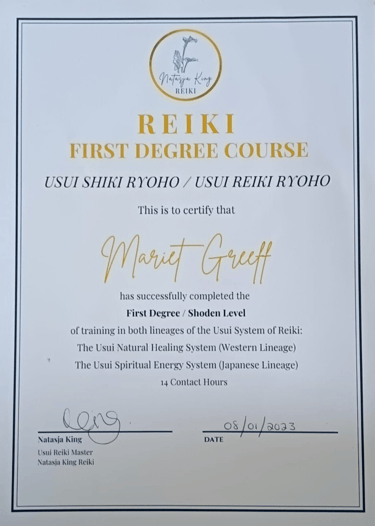 Natasja King
REIKI
REIKI
FIRST DEGREE COURSE
USUI SHIKI RYOHO / USUI REIKI RYOHO
This is to certify that
Mariet Greeff
has successfully completed the
First Degree / Shoden Level
of training in both lineages of the Usui System of Reiki:
The Usui Natural Healing System (Western Lineage)
The Usui Spiritual Energy System (Japanese Lineage)
14 Contact Hours
08/01/2023
Natasja King
DATE
Usui Reiki Master
Natasja King Reiki